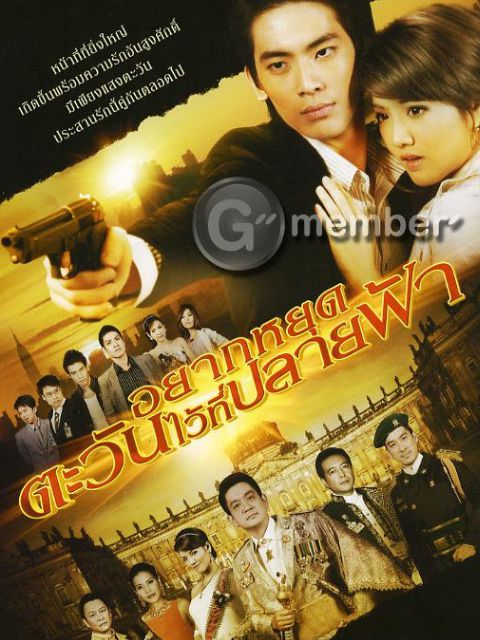 หน้าที่ที่ยิ่งใหญ่
เกิดขึ้นพร้อมความรักอันสูงศักดิ์
มีเพียงแสงตะวัน
ประสานรักนี้คู่กันตลอดไป
G" member"
อยากหยุด
ตะวันไว้ที่ปลายฟ้า